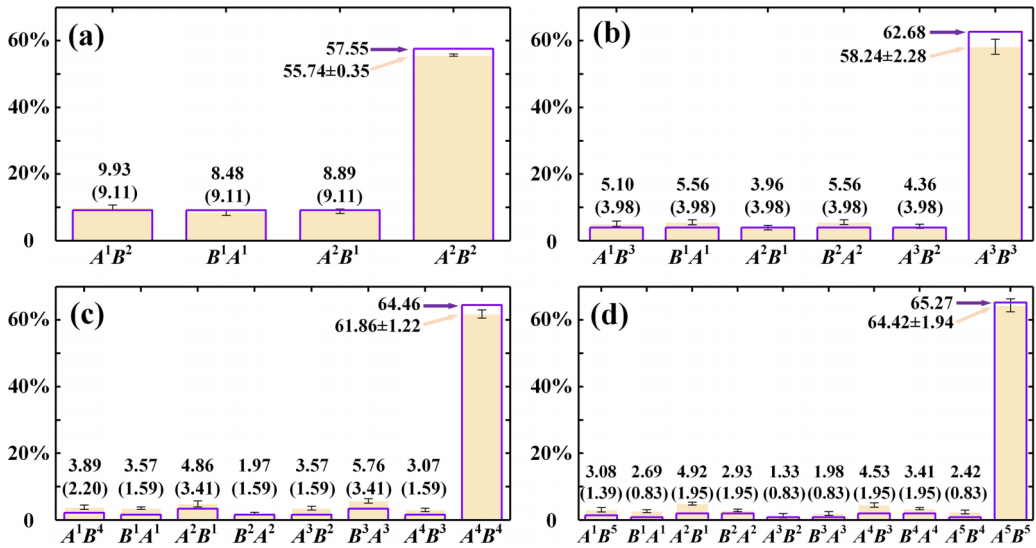 (a)
60%
40%
20%
0
57.55
55.74±0.35
9.93 8.48 8.89
(9.11) (9.11) (9.11)
A¹B² B¹A¹ A²B¹ A²B²
(b)
60%
40%
20%
0
62.68
58.24±2.28
5.10 5.56 3.96 5.56 4.36
(3.98) (3.98) (3.98) (3.98) (3.98)
A¹B³ B¹A¹ A²B¹ B²A² A³B² A³B³
(c)
60%
40%
20%
0
64.46
61.86±1.22
3.89 3.57 4.86 1.97 3.57 5.76 3.07
(2.20) (1.59) (3.41) (1.59) (1.59) (3.41) (1.59)
A¹B⁴ B¹A¹ A²B¹ B²A² A³B² B³A³ A⁴B³ A⁴B⁴
(d)
60%
40%
20%
0
65.27
64.42±1.94
3.08 2.69 4.92 2.93 1.33 1.98 4.53 3.41 2.42
(1.39) (0.83) (1.95) (1.95) (0.83) (0.83) (1.95) (1.95) (0.83)
A¹B⁵ B¹A¹ A²B¹ B²A² A³B² B³A³ A⁴B³ B⁴A⁴ A⁵B⁴ A⁵B⁵